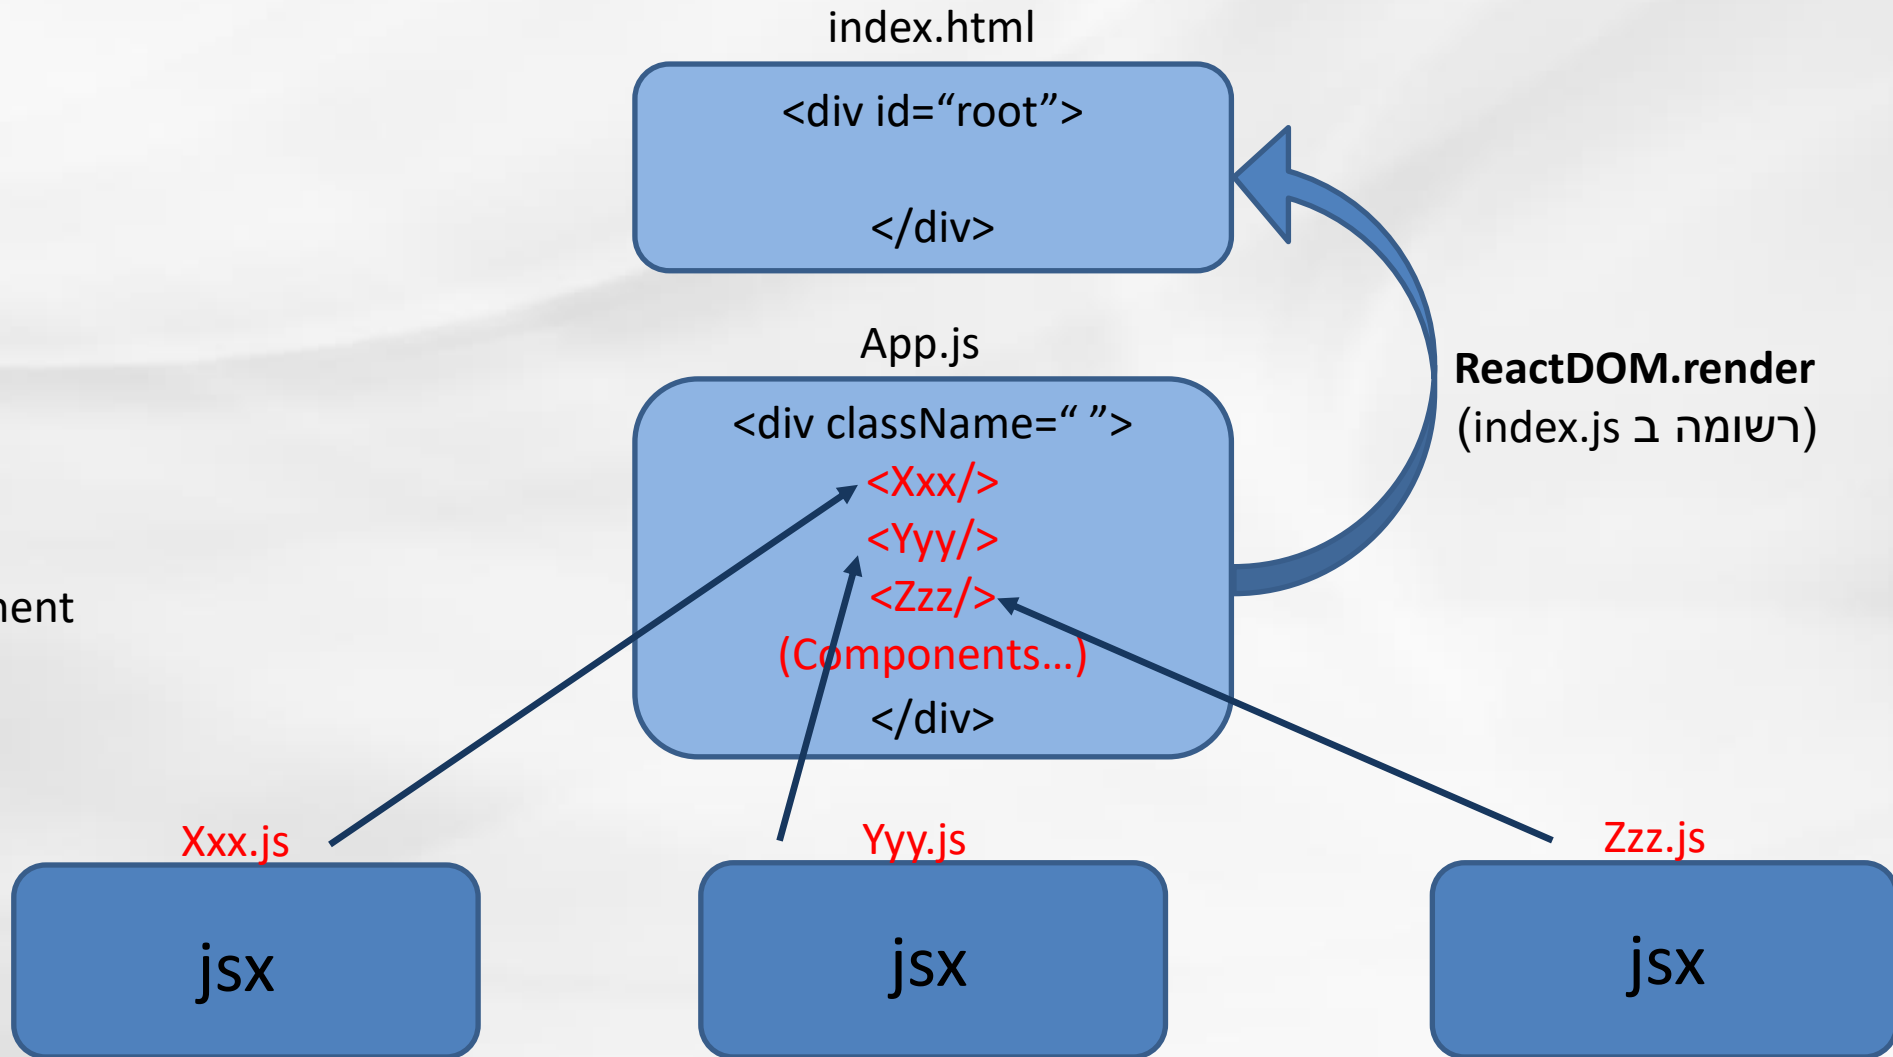 index.html
<div id=“root”>
</div>
App.js
<div className=“ ”>
<Xxx/>
<Yyy/>
<Zzz/>
(Components…)
</div>
ReactDOM.render
(רשומה ב index.js)
Xxx.js
Yyy.js
Zzz.js
jsx
jsx
jsx